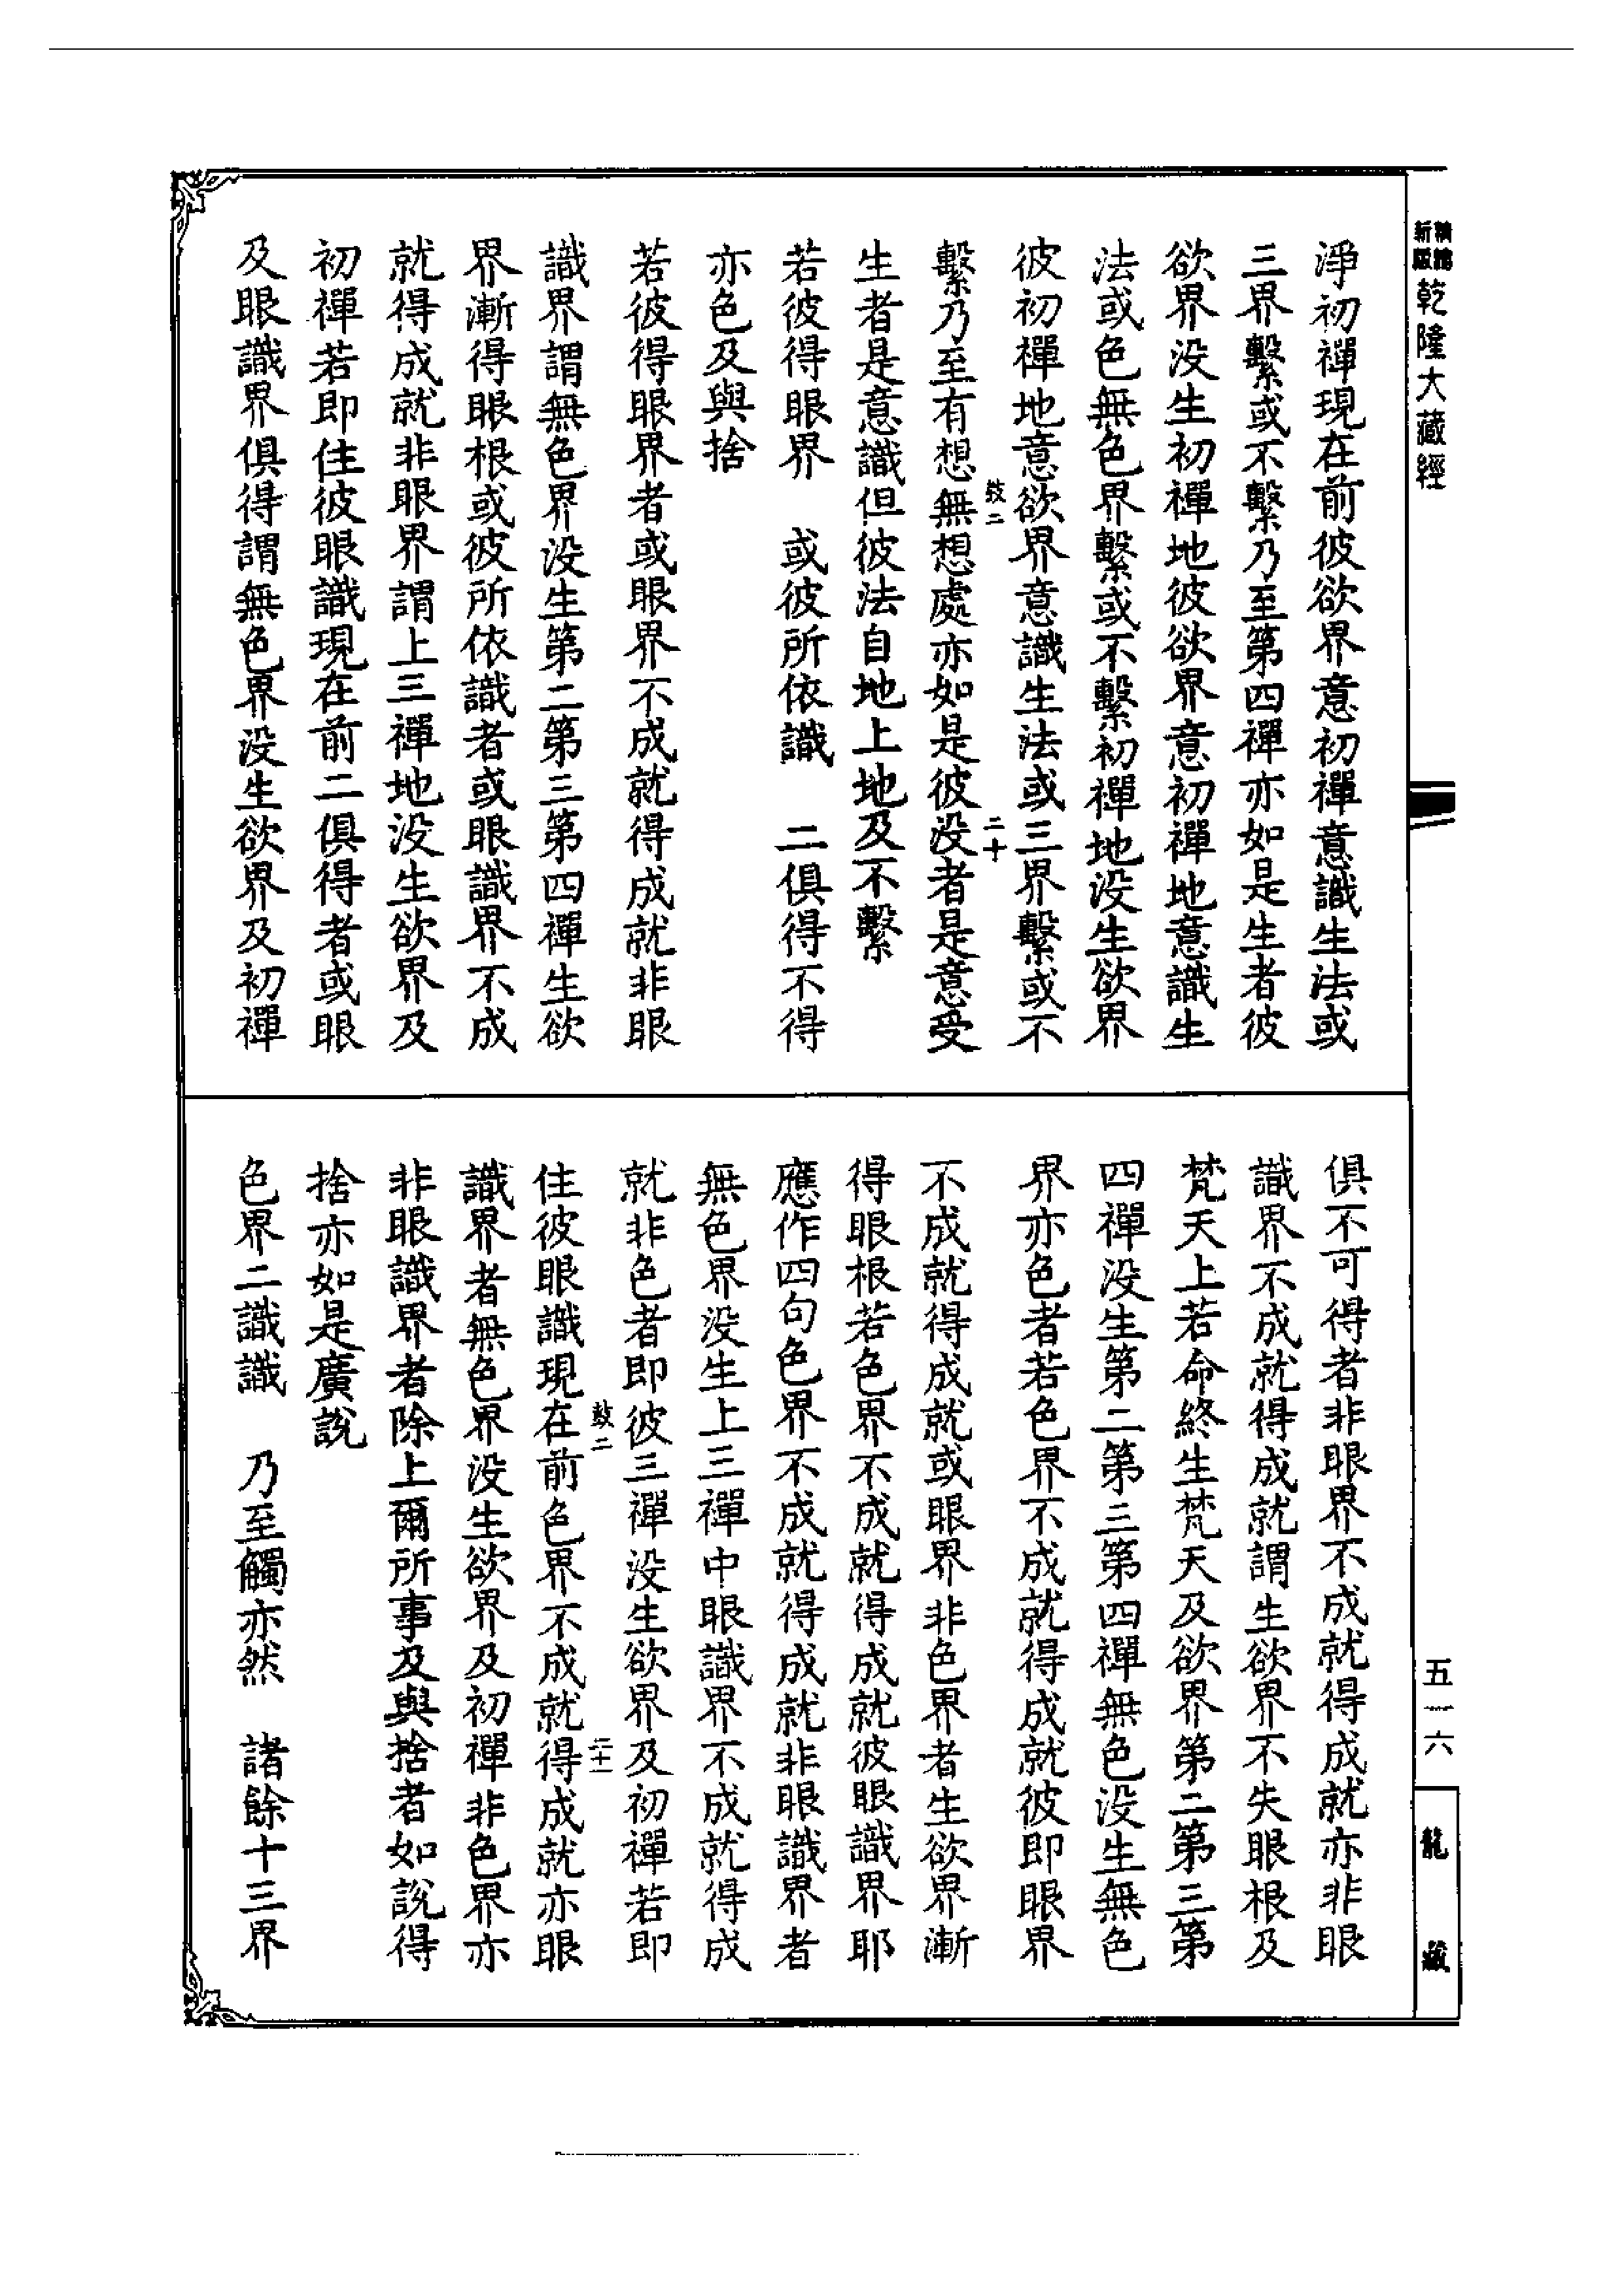 新版
精裝
乾隆大藏經
淨初禪現在前彼欲界意初禪意識生法或
三界繫或不繫乃至第四禪亦如是生者彼
欲界没生初禪地彼欲界意初禪地意識生
法或色無色界繫或不繫初禪地没生欲界
彼初禪地意欲界意識生法或三界繫或不
鼓二
二十
繫乃至有想無想處亦如是彼没者是意受
生者是意識但彼法自地上地及不繫
若彼得眼界　或彼所依識　二俱得不得
亦色及與捨
若彼得眼界者或眼界不成就得成就非眼
識界謂無色界没生第二第三第四禪生欲
界漸得眼根或彼所依識者或眼識界不成
就得成就非眼界謂上三禪地没生欲界及
初禪若即住彼眼識現在前二俱得者或眼
及眼識界俱得謂無色界没生欲界及初禪
俱不可得者非眼界不成就得成就亦非眼
識界不成就得成就謂生欲界不失眼根及
梵天上若命終生梵天及欲界第二第三第
四禪没生第二第三第四禪無色没生無色
界亦色者若色界不成就得成就彼即眼界
不成就得成就或眼界非色界者生欲界漸
得眼根若色界不成就得成就彼眼識界耶
應作四句色界不成就得成就非眼識界者
無色界没生上三禪中眼識界不成就得成
就非色者即彼三禪没生欲界及初禪若即
鼓二
二十一
住彼眼識現在前色界不成就得成就亦眼
識界者無色界没生欲界及初禪非色界亦
非眼識界者除上爾所事及與捨者如說得
捨亦如是廣說
色界二識識　乃至觸亦然　諸餘十三界
五一六
龍藏